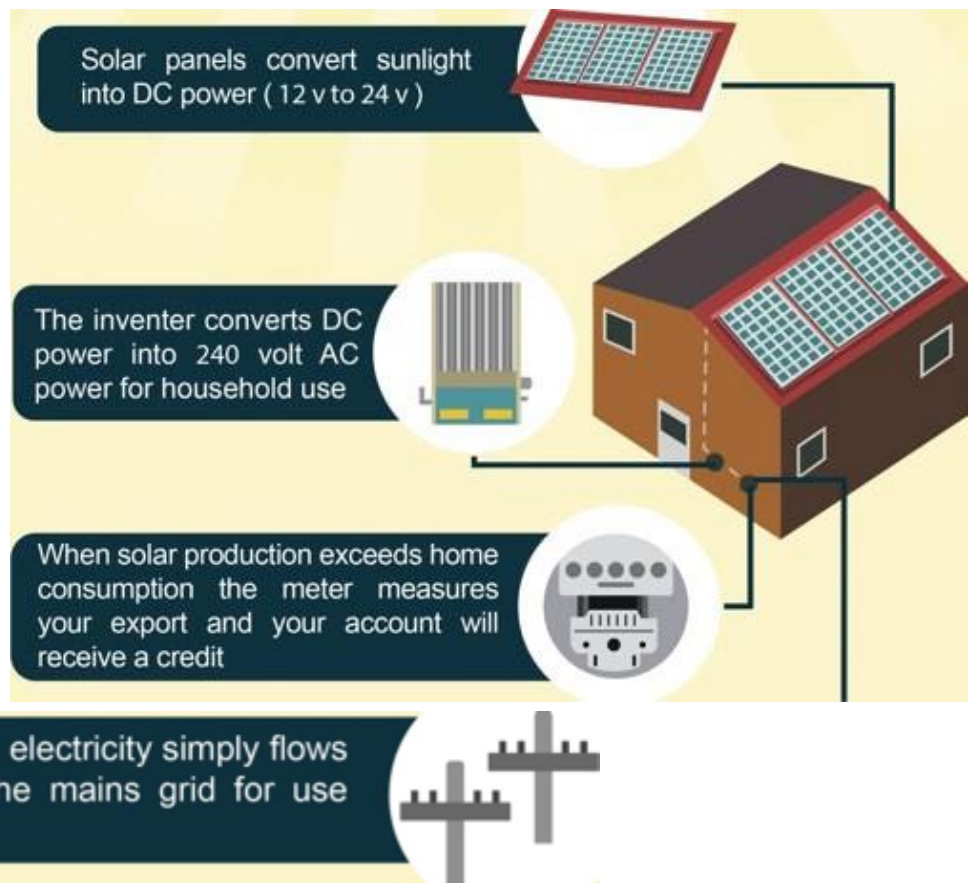 Solar panels convert sunlight
into DC power ( 12 v to 24 v )
The inventer converts DC
power into 240 volt AC
power for household use
When solar production exceeds home
consumption the meter measures
your export and your account will
receive a credit
electricity simply flows
mains grid for use